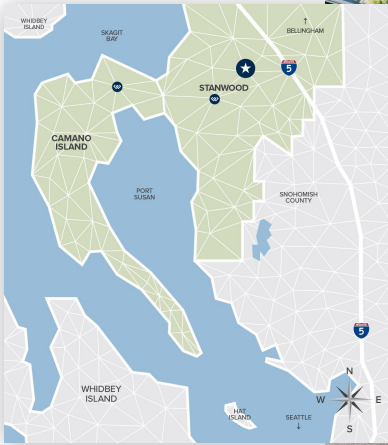 WHIDBEY
ISLAND
SKAGIT
BAY
↑
BELLINGHAM
5
STANWOOD
CAMANO
ISLAND
PORT
SUSAN
SNOHOMISH
COUNTY
5
WHIDBEY
ISLAND
HAT
ISLAND
SEATTLE
↓
N
W
E
S